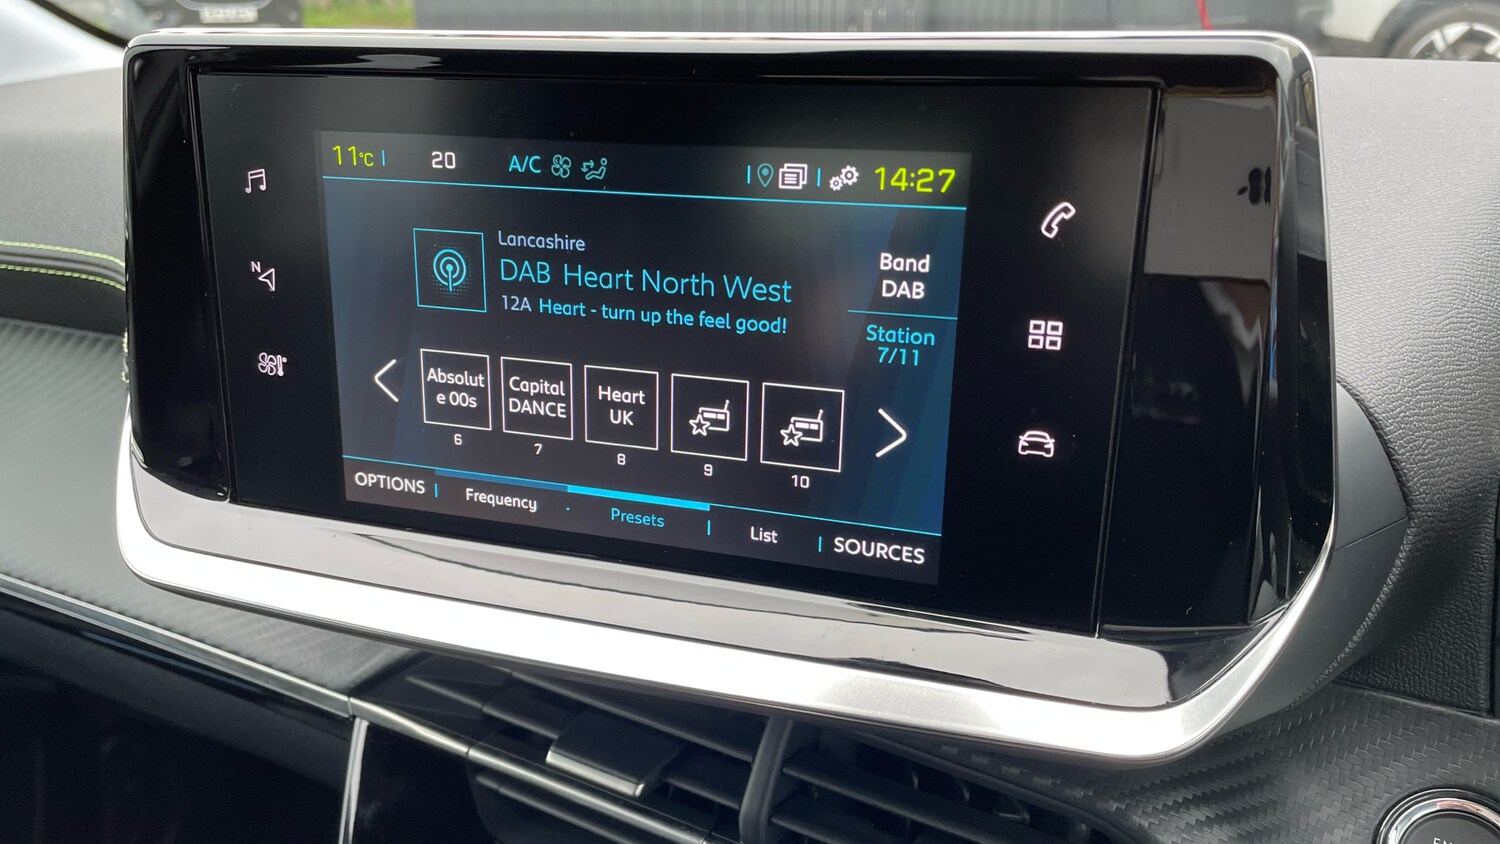 11°C
20
A/C
14:27
N
Lancashire
DAB Heart North West
12A Heart - turn up the feel good!
Band
DAB
Station
7/11
Absolut
e 00s
6
Capital
DANCE
7
Heart
UK
8
9
10
OPTIONS
Frequency
Presets
List
SOURCES